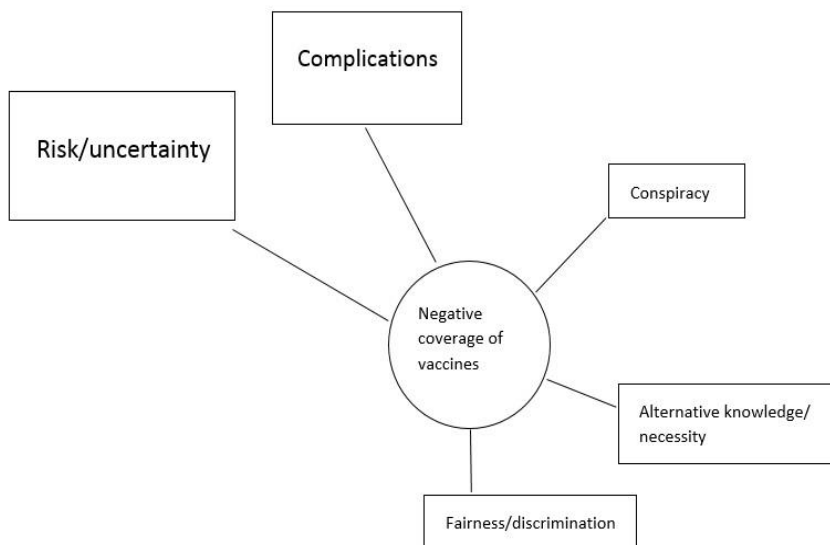 Complications
Risk/uncertainty
Conspiracy
Negative
coverage of
vaccines
Alternative knowledge/
necessity
Fairness/discrimination